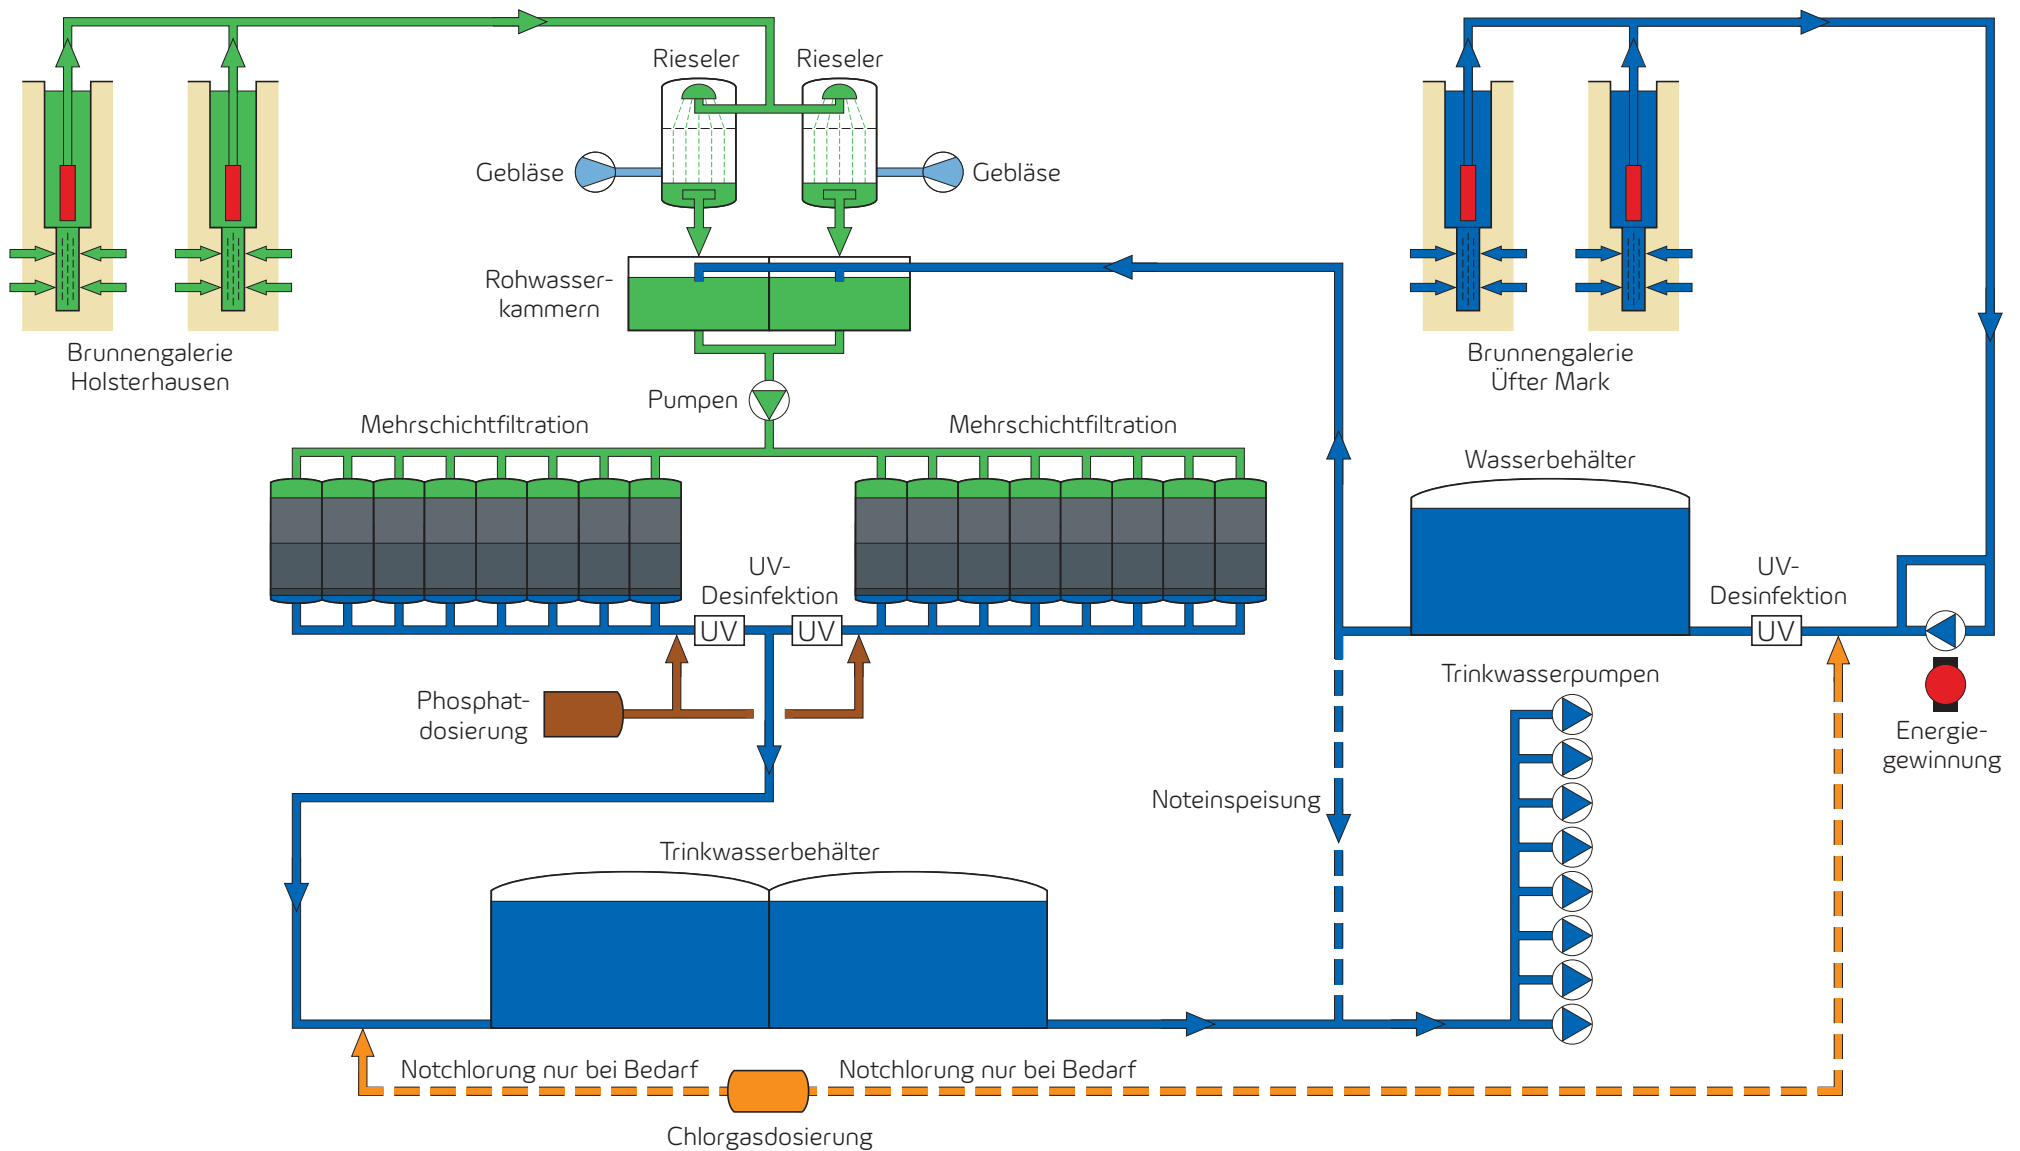 Rieseler
Rieseler
Gebläse
Gebläse
Rohwasser-
kammern
Brunnengalerie
Holsterhausen
Brunnengalerie
Üfter Mark
Pumpen
Mehrschichtfiltration
Mehrschichtfiltration
Wasserbehälter
UV-
Desinfektion
UV
UV
UV-
Desinfektion
UV
Phosphat-
dosierung
Trinkwasserpumpen
Energie-
gewinnung
Noteinspeisung
Trinkwasserbehälter
Notchlorung nur bei Bedarf
Notchlorung nur bei Bedarf
Chlorgasdosierung